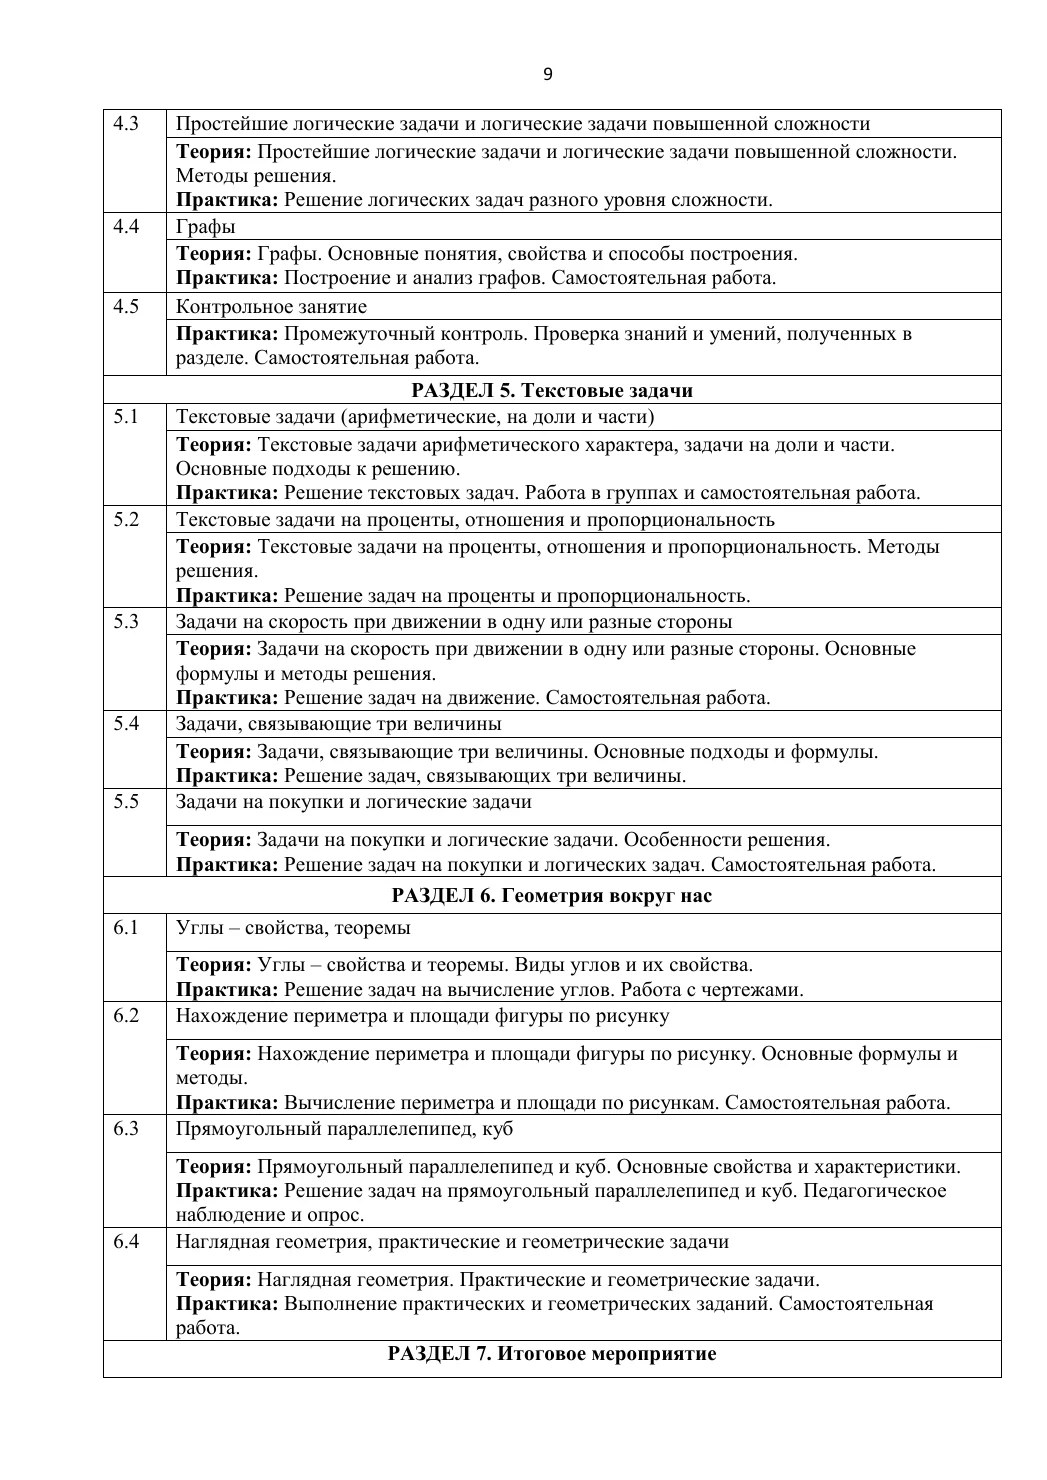 9
4.3
Простейшие логические задачи и логические задачи повышенной сложности
Теория: Простейшие логические задачи и логические задачи повышенной сложности.
Методы решения.
Практика: Решение логических задач разного уровня сложности.
4.4
Графы
Теория: Графы. Основные понятия, свойства и способы построения.
Практика: Построение и анализ графов. Самостоятельная работа.
4.5
Контрольное занятие
Практика: Промежуточный контроль. Проверка знаний и умений, полученных в
разделе. Самостоятельная работа.
РАЗДЕЛ 5. Текстовые задачи
5.1
Текстовые задачи (арифметические, на доли и части)
Теория: Текстовые задачи арифметического характера, задачи на доли и части.
Основные подходы к решению.
Практика: Решение текстовых задач. Работа в группах и самостоятельная работа.
5.2
Текстовые задачи на проценты, отношения и пропорциональность
Теория: Текстовые задачи на проценты, отношения и пропорциональность. Методы
решения.
Практика: Решение задач на проценты и пропорциональность.
5.3
Задачи на скорость при движении в одну или разные стороны
Теория: Задачи на скорость при движении в одну или разные стороны. Основные
формулы и методы решения.
Практика: Решение задач на движение. Самостоятельная работа.
5.4
Задачи, связывающие три величины
Теория: Задачи, связывающие три величины. Основные подходы и формулы.
Практика: Решение задач, связывающих три величины.
5.5
Задачи на покупки и логические задачи
Теория: Задачи на покупки и логические задачи. Особенности решения.
Практика: Решение задач на покупки и логических задач. Самостоятельная работа.
РАЗДЕЛ 6. Геометрия вокруг нас
6.1
Углы – свойства, теоремы
Теория: Углы – свойства и теоремы. Виды углов и их свойства.
Практика: Решение задач на вычисление углов. Работа с чертежами.
6.2
Нахождение периметра и площади фигуры по рисунку
Теория: Нахождение периметра и площади фигуры по рисунку. Основные формулы и
методы.
Практика: Вычисление периметра и площади по рисункам. Самостоятельная работа.
6.3
Прямоугольный параллелепипед, куб
Теория: Прямоугольный параллелепипед и куб. Основные свойства и характеристики.
Практика: Решение задач на прямоугольный параллелепипед и куб. Педагогическое
наблюдение и опрос.
6.4
Наглядная геометрия, практические и геометрические задачи
Теория: Наглядная геометрия. Практические и геометрические задачи.
Практика: Выполнение практических и геометрических заданий. Самостоятельная
работа.
РАЗДЕЛ 7. Итоговое мероприятие